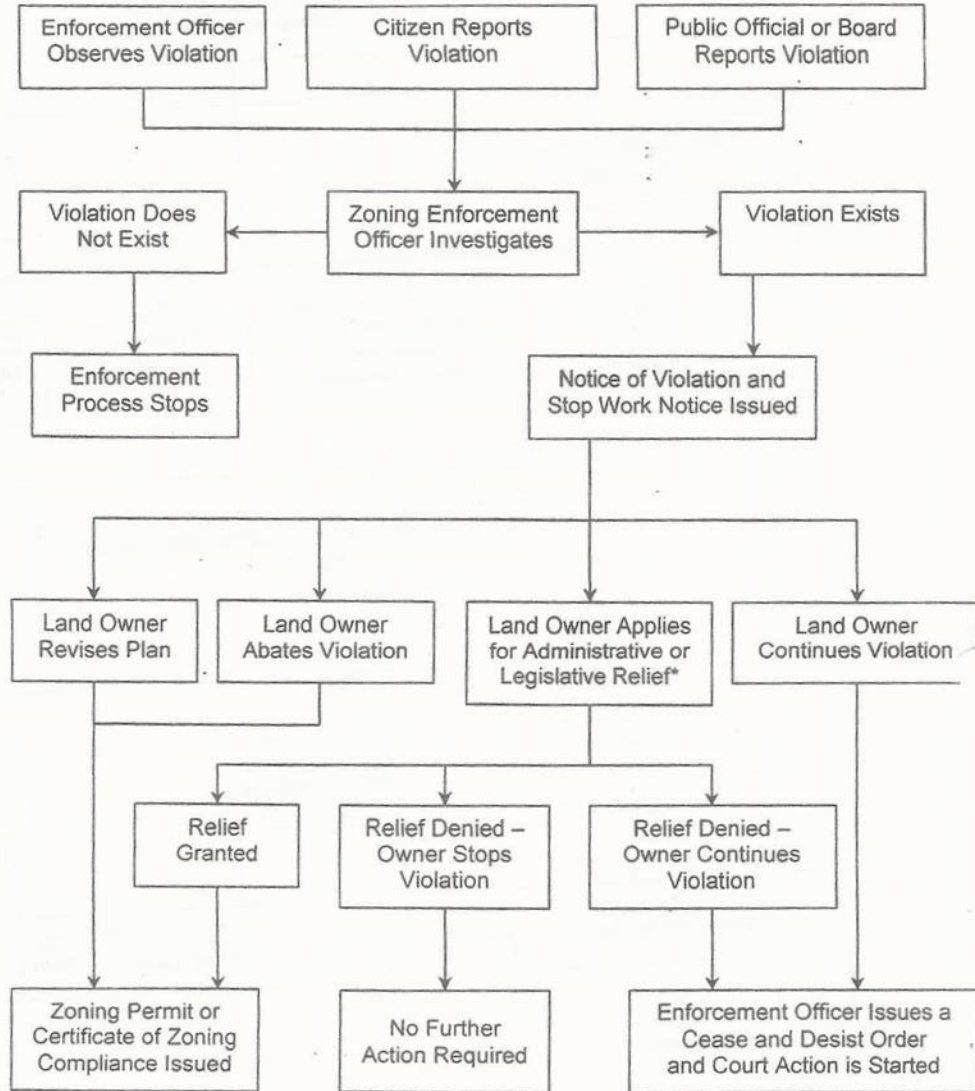 Enforcement Officer
Observes Violation
Citizen Reports
Violation
Public Official or Board
Reports Violation
Violation Does
Not Exist
Zoning Enforcement
Officer Investigates
Violation Exists
Enforcement
Process Stops
Notice of Violation and
Stop Work Notice Issued
Land Owner
Revises Plan
Land Owner
Abates Violation
Land Owner Applies
for Administrative or
Legislative Relief*
Land Owner
Continues Violation
Relief
Granted
Relief Denied –
Owner Stops
Violation
Relief Denied –
Owner Continues
Violation
Zoning Permit or
Certificate of Zoning
Compliance Issued
No Further
Action Required
Enforcement Officer Issues a
Cease and Desist Order
and Court Action is Started